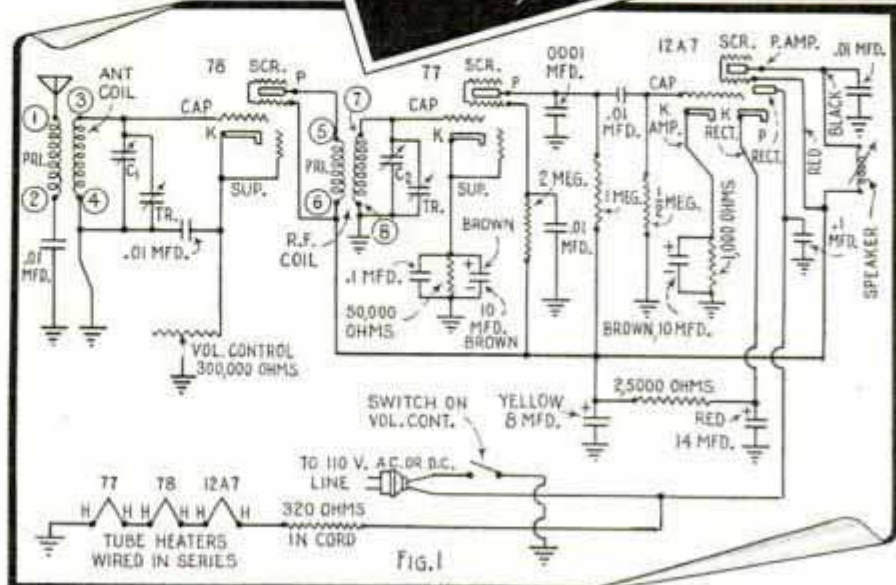 78
SCR.
P
77
SCR.
P
.0001
MFD.
12A7
SCR.
P. AMP.
.01
MFD.
ANT
COIL
CAP
CAP
CAP
BLACK
RED
1
3
PRI.
2
4
C1
TR.
K
SUP.
5
7
PRI.
6
8
C2
TR.
K
SUP.
.01
MFD.
K
AMP.
K
RECT.
P
RECT.
.01
MFD.
.01 MFD.
R.F.
COIL
BROWN
2 MEG.
1 MEG.
1/2
MEG.
1,000 OHMS
.1
MFD.
SPEAKER
.1 MFD.
50,000
OHMS
10
MFD.
BROWN
.01
MFD.
BROWN, 10 MFD.
VOL. CONTROL
300,000 OHMS
SWITCH ON
VOL. CONT.
YELLOW
8 MFD.
2,5000 OHMS
RED
14 MFD.
TO 110 V. A.C. OR D.C.
LINE
77
78
12A7
H H H H
320 OHMS
IN CORD
TUBE HEATERS
WIRED IN SERIES
FIG.1